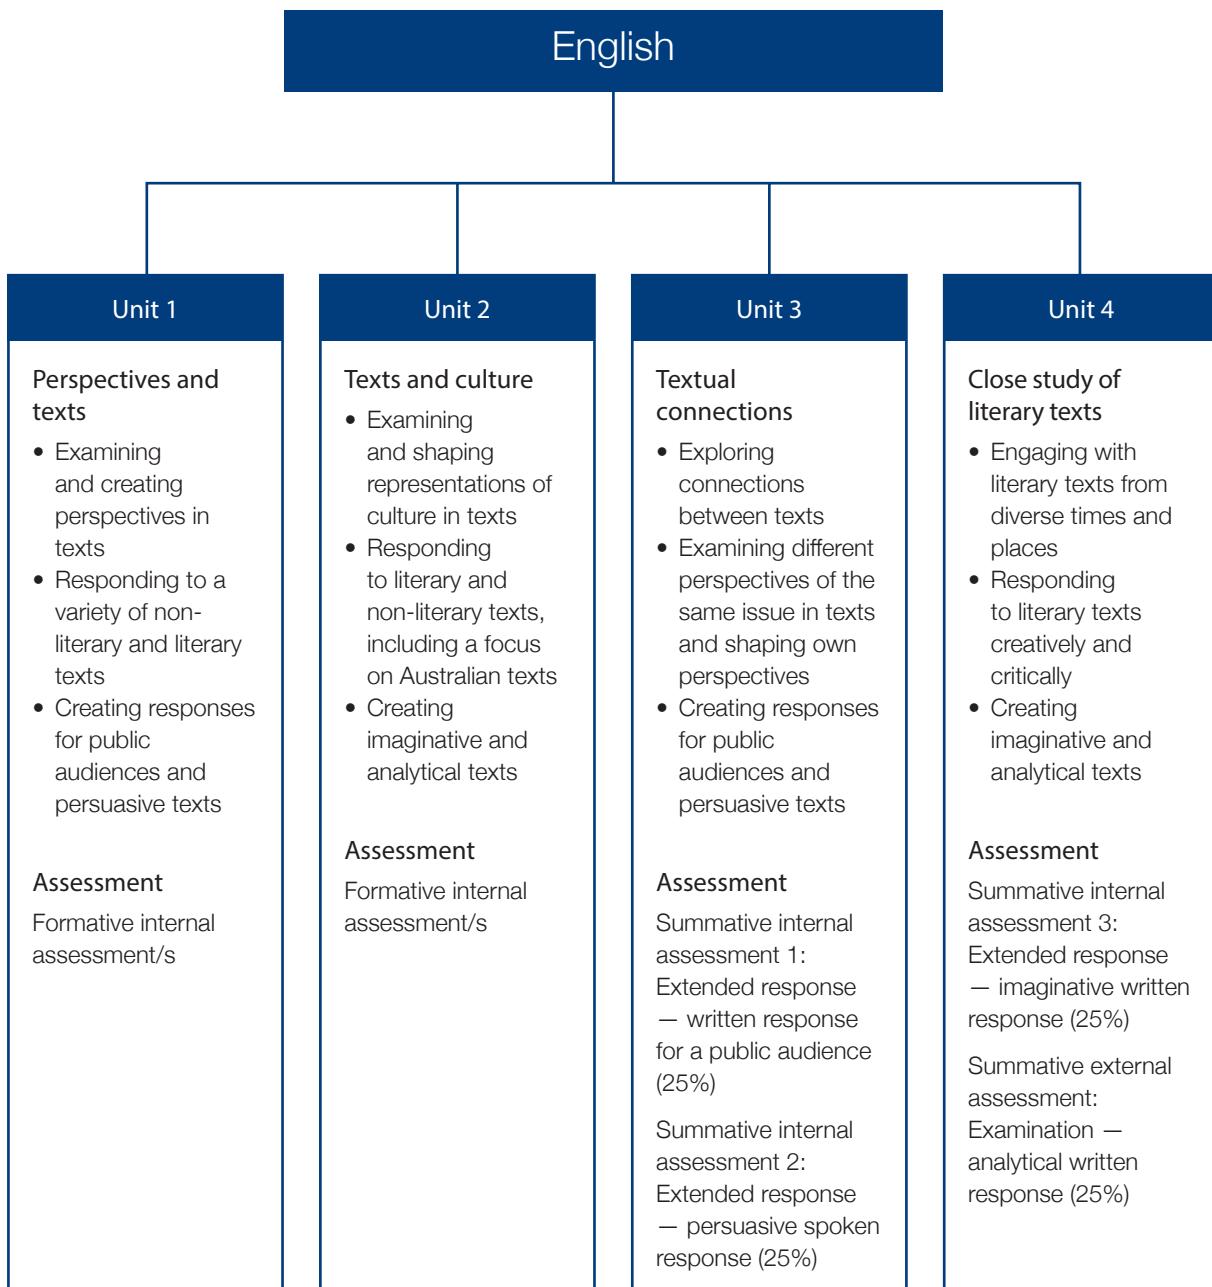 English
Unit 1
Perspectives and
texts
• Examining
and creating
perspectives in
texts
• Responding to a
variety of non-
literary and literary
texts
• Creating responses
for public
audiences and
persuasive texts
Assessment
Formative internal
assessment/s
Unit 2
Texts and culture
• Examining
and shaping
representations of
culture in texts
• Responding
to literary and
non-literary texts,
including a focus
on Australian texts
• Creating
imaginative and
analytical texts
Assessment
Formative internal
assessment/s
Unit 3
Textual
connections
• Exploring
connections
between texts
• Examining different
perspectives of the
same issue in texts
and shaping own
perspectives
• Creating responses
for public
audiences and
persuasive texts
Assessment
Summative internal
assessment 1:
Extended response
— written response
for a public audience
(25%)
Summative internal
assessment 2:
Extended response
— persuasive spoken
response (25%)
Unit 4
Close study of
literary texts
• Engaging with
literary texts from
diverse times and
places
• Responding
to literary texts
creatively and
critically
• Creating
imaginative and
analytical texts
Assessment
Summative internal
assessment 3:
Extended response
— imaginative written
response (25%)
Summative external
assessment:
Examination —
analytical written
response (25%)